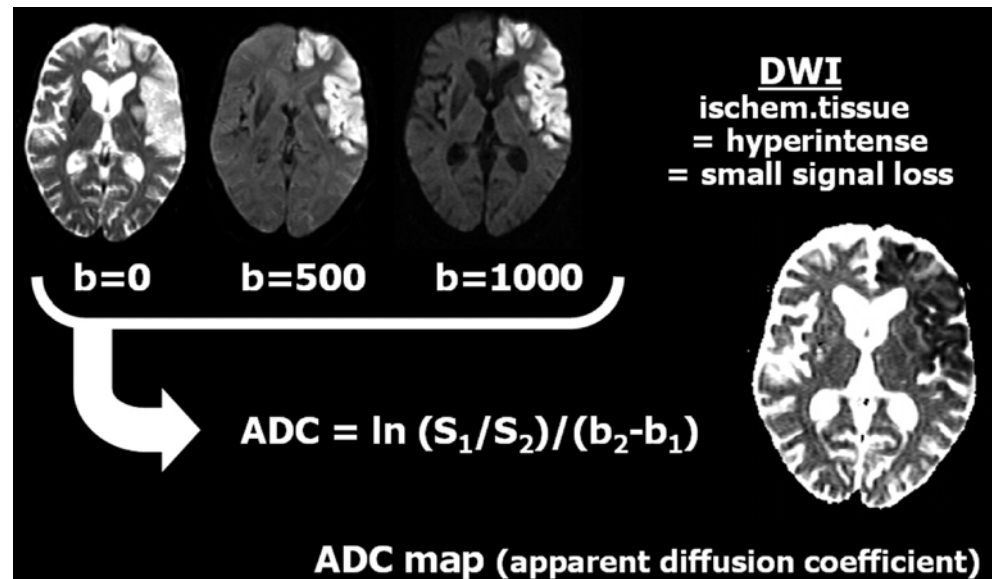 DWI
ischem.tissue
= hyperintense
= small signal loss
b=0 b=500 b=1000
ADC = ln (S₁/S₂)/(b₂-b₁)
ADC map (apparent diffusion coefficient)